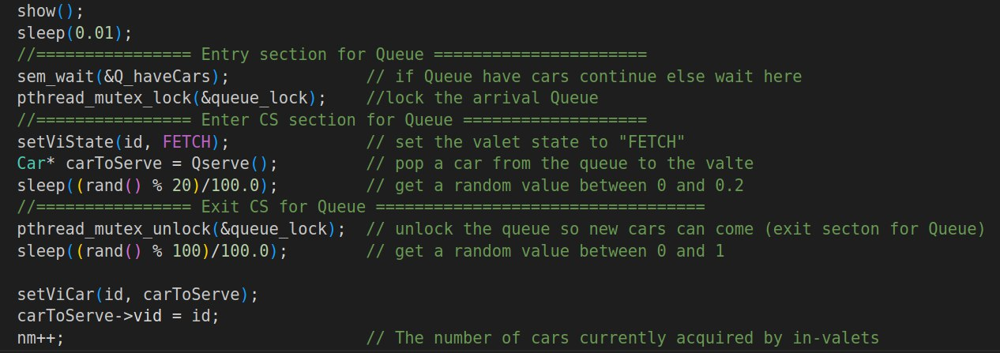 show();
sleep(0.01);
//================ Entry section for Queue ======================
sem_wait(&Q_haveCars);              // if Queue have cars continue else wait here
pthread_mutex_lock(&queue_lock);    //lock the arrival Queue
//================ Enter CS section for Queue ===================
setViState(id, FETCH);              // set the valet state to "FETCH"
Car* carToServe = Qserve();         // pop a car from the queue to the valte
sleep((rand() % 20)/100.0);         // get a random value between 0 and 0.2
//================ Exit CS for Queue ==================================
pthread_mutex_unlock(&queue_lock);  // unlock the queue so new cars can come (exit secton for Queue)
sleep((rand() % 100)/100.0);        // get a random value between 0 and 1
setViCar(id, carToServe);
carToServe->vid = id;
nm++;                               // The number of cars currently acquired by in-valets